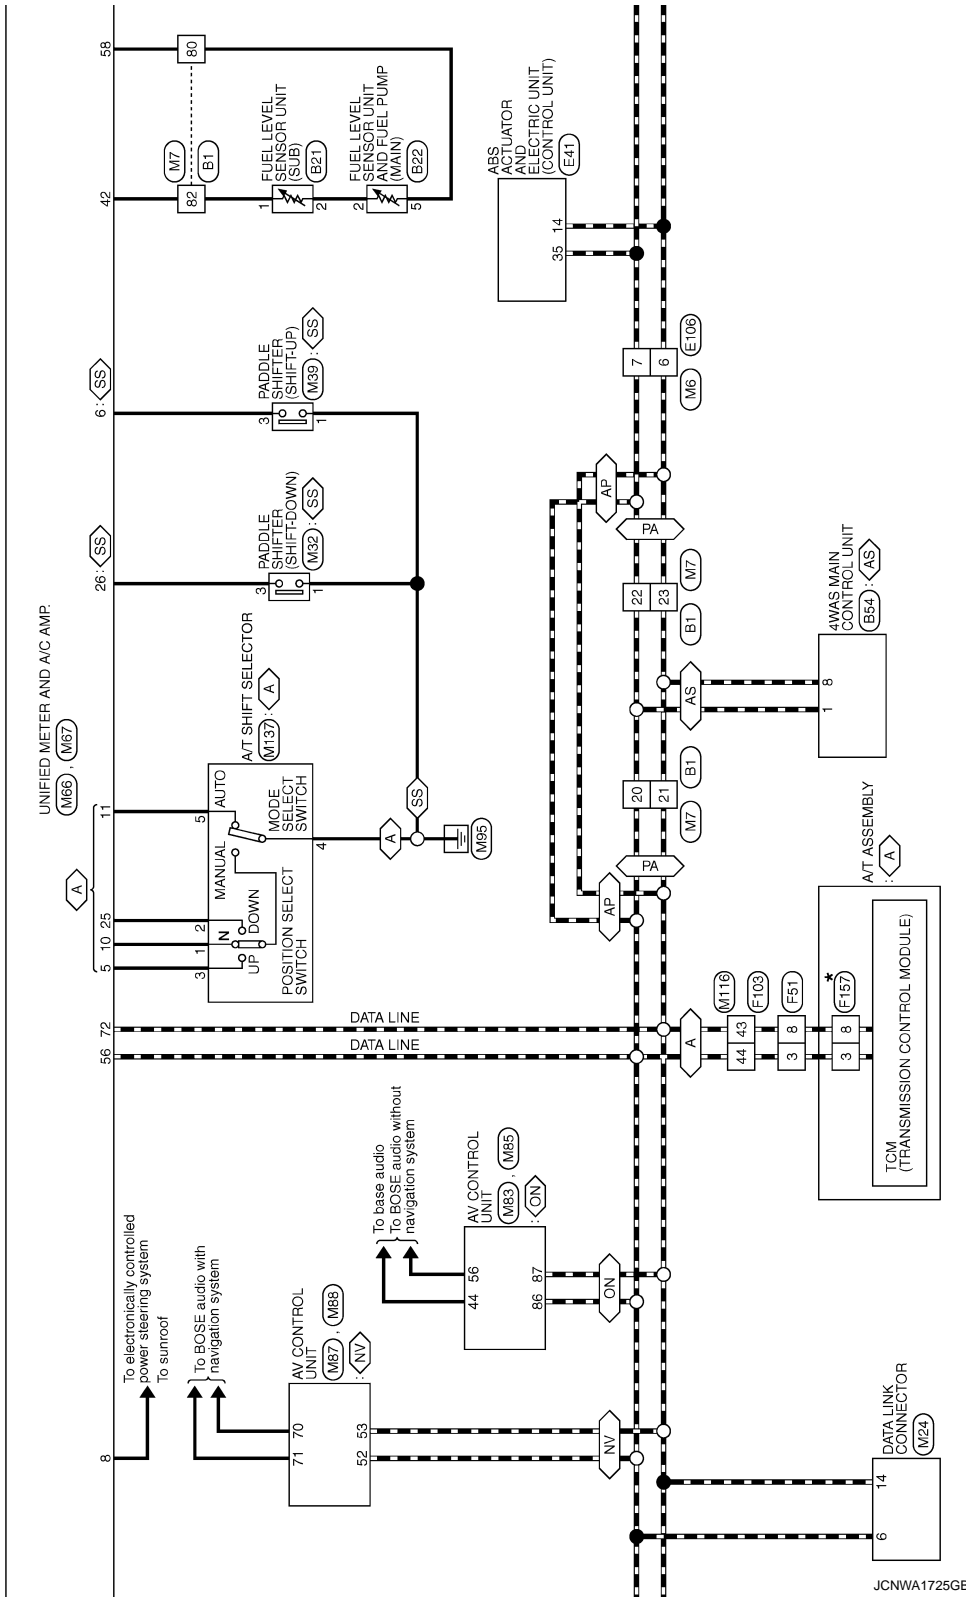 UNIFIED METER AND A/C AMP.
M66 , M67
8
To electronically controlled
power steering system
To sunroof
To BOSE audio with
navigation system
71 70
AV CONTROL
UNIT
M87 , M88
: NV
52 53
NV
To base audio
To BOSE audio without
navigation system
44 56
AV CONTROL
UNIT
M83 , M85
: ON
86 87
ON
56 72
DATA LINE
DATA LINE
A
5 10 25 11
3 1 2 5
UP N DOWN
MANUAL AUTO
POSITION SELECT
SWITCH
MODE
SELECT
SWITCH
4
A/T SHIFT SELECTOR
M137 : A
A
SS
M95
26 : SS
3
PADDLE
SHIFTER
(SHIFT-DOWN)
M32 : SS
1
6 : SS
3
PADDLE
SHIFTER
(SHIFT-UP)
M39 : SS
1
42 58
82 80
M7
B1
1
FUEL LEVEL
SENSOR UNIT
(SUB)
B21
2
2
FUEL LEVEL
SENSOR UNIT
AND FUEL PUMP
(MAIN)
B22
5
ABS
ACTUATOR
AND
ELECTRIC UNIT
(CONTROL UNIT)
E41
35 14
AP
PA
20
21
M7 B1
AS
22
23
B1 M7
AP
PA
7
6
M6 E106
1 8
4WAS MAIN
CONTROL UNIT
B54 : AS
A
44 43
M116
F103
3 8
F51
3 8
*
F157
A/T ASSEMBLY
: A
TCM
(TRANSMISSION CONTROL MODULE)
6 14
DATA LINK
CONNECTOR
M24
JCNWA1725GE